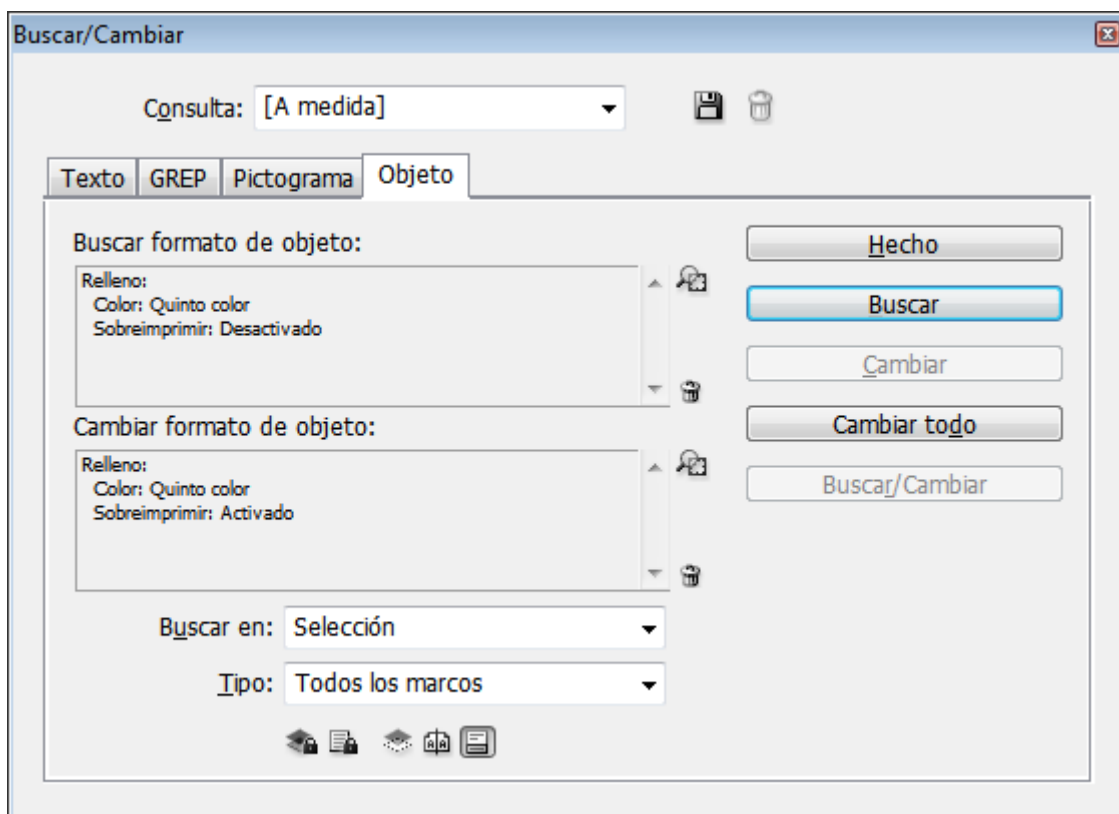 Buscar/Cambiar
Consulta: [A medida]
Texto GREP Pictograma Objeto
Buscar formato de objeto:
Relleno:
Color: Quinto color
Sobreimprimir: Desactivado
Cambiar formato de objeto:
Relleno:
Color: Quinto color
Sobreimprimir: Activado
Buscar en: Selección
Tipo: Todos los marcos
Hecho
Buscar
Cambiar
Cambiar todo
Buscar/Cambiar